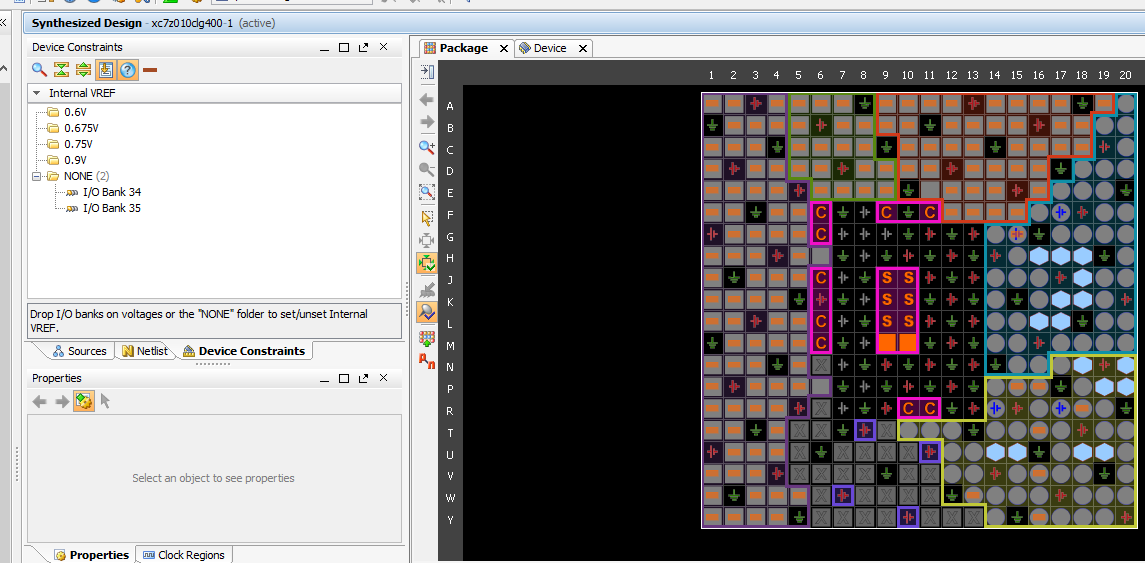 Synthesized Design - xc7z010clg400-1 (active)
Device Constraints
Internal VREF
0.6V
0.675V
0.75V
0.9V
NONE (2)
I/O Bank 34
I/O Bank 35
Drop I/O banks on voltages or the "NONE" folder to set/unset Internal
VREF.
Sources Netlist Device Constraints
Properties
Select an object to see properties
Properties Clock Regions
Package Device
1 2 3 4 5 6 7 8 9 10 11 12 13 14 15 16 17 18 19 20
A
B
C
D
E
F C C C
G C
H
J C S S
K C S S
L C S S
M C
N X
P
R X C C
T X X X X
U X X X X X
V X X X X X X
W X X X X X
Y X X X X X X X